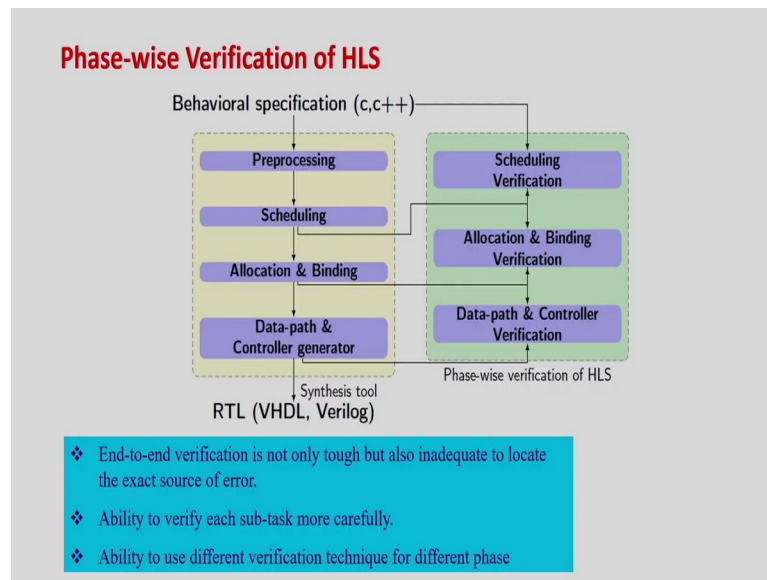 Phase-wise Verification of HLS
Behavioral specification (c,c++)
Preprocessing
Scheduling
Allocation & Binding
Data-path &
Controller generator
Synthesis tool
RTL (VHDL, Verilog)
Scheduling
Verification
Allocation & Binding
Verification
Data-path & Controller
Verification
Phase-wise verification of HLS
❖ End-to-end verification is not only tough but also inadequate to locate
the exact source of error.
❖ Ability to verify each sub-task more carefully.
❖ Ability to use different verification technique for different phase